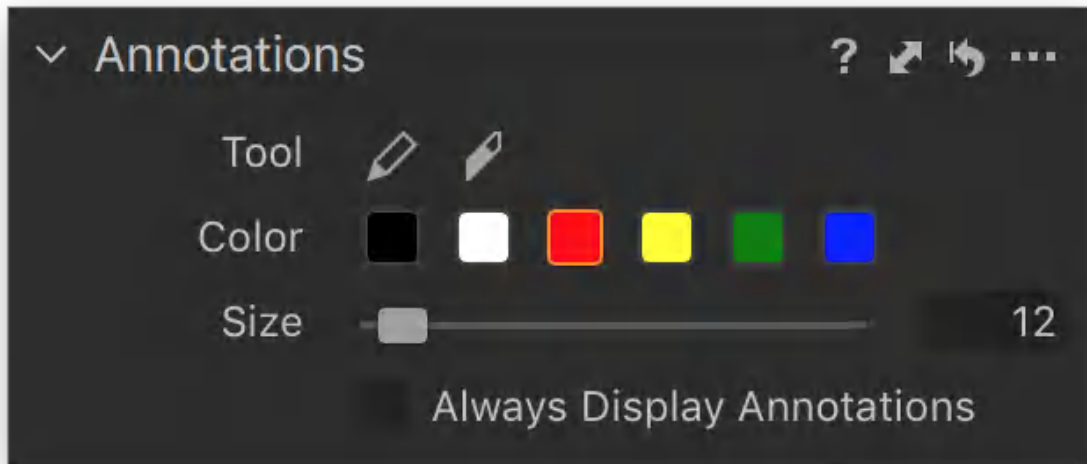 Annotations ? ...
Tool
Color
Size 12
Always Display Annotations